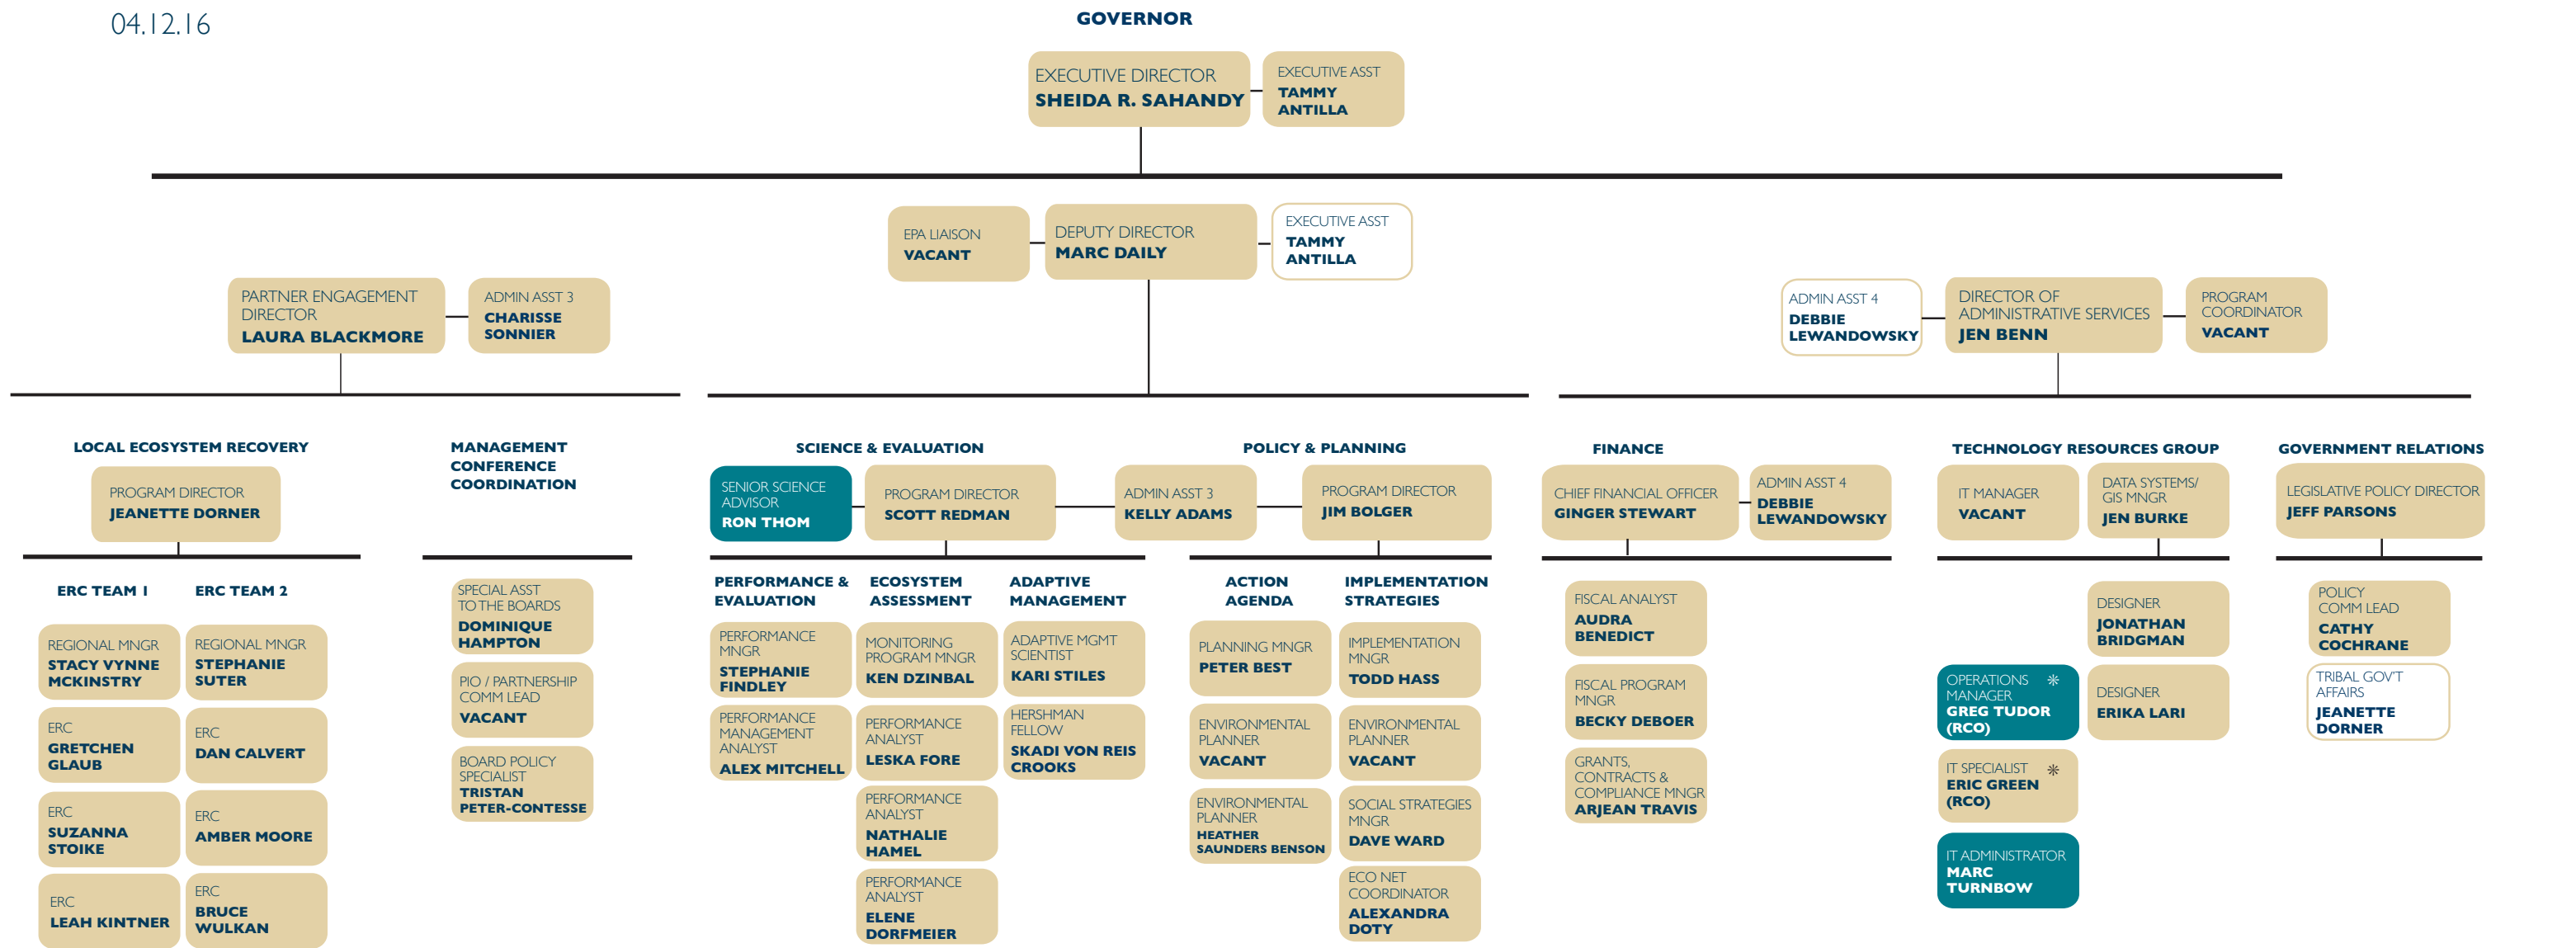 04.12.16
GOVERNOR
EXECUTIVE DIRECTOR
SHEIDA R. SAHANDY
EXECUTIVE ASST
TAMMY
ANTILLA
EPA LIAISON
VACANT
DEPUTY DIRECTOR
MARC DAILY
EXECUTIVE ASST
TAMMY
ANTILLA
PARTNER ENGAGEMENT
DIRECTOR
LAURA BLACKMORE
ADMIN ASST 3
CHARISSE
SONNIER
ADMIN ASST 4
DEBBIE
LEWANDOWSKY
DIRECTOR OF
ADMINISTRATIVE SERVICES
JEN BENN
PROGRAM
COORDINATOR
VACANT
LOCAL ECOSYSTEM RECOVERY
PROGRAM DIRECTOR
JEANETTE DORNER
ERC TEAM 1
REGIONAL MNGR
STACY VYNNE
MCKINSTRY
ERC
GRETCHEN
GLAUB
ERC
SUZANNA
STOIKE
ERC
LEAH KINTNER
ERC TEAM 2
REGIONAL MNGR
STEPHANIE
SUTER
ERC
DAN CALVERT
ERC
AMBER MOORE
ERC
BRUCE
WULKAN
MANAGEMENT
CONFERENCE
COORDINATION
SPECIAL ASST
TO THE BOARDS
DOMINIQUE
HAMPTON
PIO / PARTNERSHIP
COMM LEAD
VACANT
BOARD POLICY
SPECIALIST
TRISTAN
PETER-CONTESSE
SCIENCE & EVALUATION
SENIOR SCIENCE
ADVISOR
RON THOM
PROGRAM DIRECTOR
SCOTT REDMAN
ADMIN ASST 3
KELLY ADAMS
POLICY & PLANNING
PROGRAM DIRECTOR
JIM BOLGER
PERFORMANCE &
EVALUATION
PERFORMANCE
MNGR
STEPHANIE
FINDLEY
PERFORMANCE
MANAGEMENT
ANALYST
ALEX MITCHELL
ECOSYSTEM
ASSESSMENT
MONITORING
PROGRAM MNGR
KEN DZINBAL
PERFORMANCE
ANALYST
LESKA FORE
PERFORMANCE
ANALYST
NATHALIE
HAMEL
PERFORMANCE
ANALYST
ELENE
DORFMEIER
ADAPTIVE
MANAGEMENT
ADAPTIVE MGMT
SCIENTIST
KARI STILES
HERSHMAN
FELLOW
SKADI VON REIS
CROOKS
ACTION
AGENDA
PLANNING MNGR
PETER BEST
ENVIRONMENTAL
PLANNER
VACANT
ENVIRONMENTAL
PLANNER
HEATHER
SAUNDERS BENSON
IMPLEMENTATION
STRATEGIES
IMPLEMENTATION
MNGR
TODD HASS
ENVIRONMENTAL
PLANNER
VACANT
SOCIAL STRATEGIES
MNGR
DAVE WARD
ECO NET
COORDINATOR
ALEXANDRA
DOTY
FINANCE
CHIEF FINANCIAL OFFICER
GINGER STEWART
ADMIN ASST 4
DEBBIE
LEWANDOWSKY
FISCAL ANALYST
AUDRA
BENEDICT
FISCAL PROGRAM
MNGR
BECKY DEBOER
GRANTS,
CONTRACTS &
COMPLIANCE MNGR
ARJEAN TRAVIS
TECHNOLOGY RESOURCES GROUP
IT MANAGER
VACANT
DATA SYSTEMS/
GIS MNGR
JEN BURKE
OPERATIONS *
MANAGER
GREG TUDOR
(RCO)
IT SPECIALIST *
ERIC GREEN
(RCO)
IT ADMINISTRATOR
MARC
TURNBOW
DESIGNER
JONATHAN
BRIDGMAN
DESIGNER
ERIKA LARI
GOVERNMENT RELATIONS
LEGISLATIVE POLICY DIRECTOR
JEFF PARSONS
POLICY
COMM LEAD
CATHY
COCHRANE
TRIBAL GOV'T
AFFAIRS
JEANETTE
DORNER